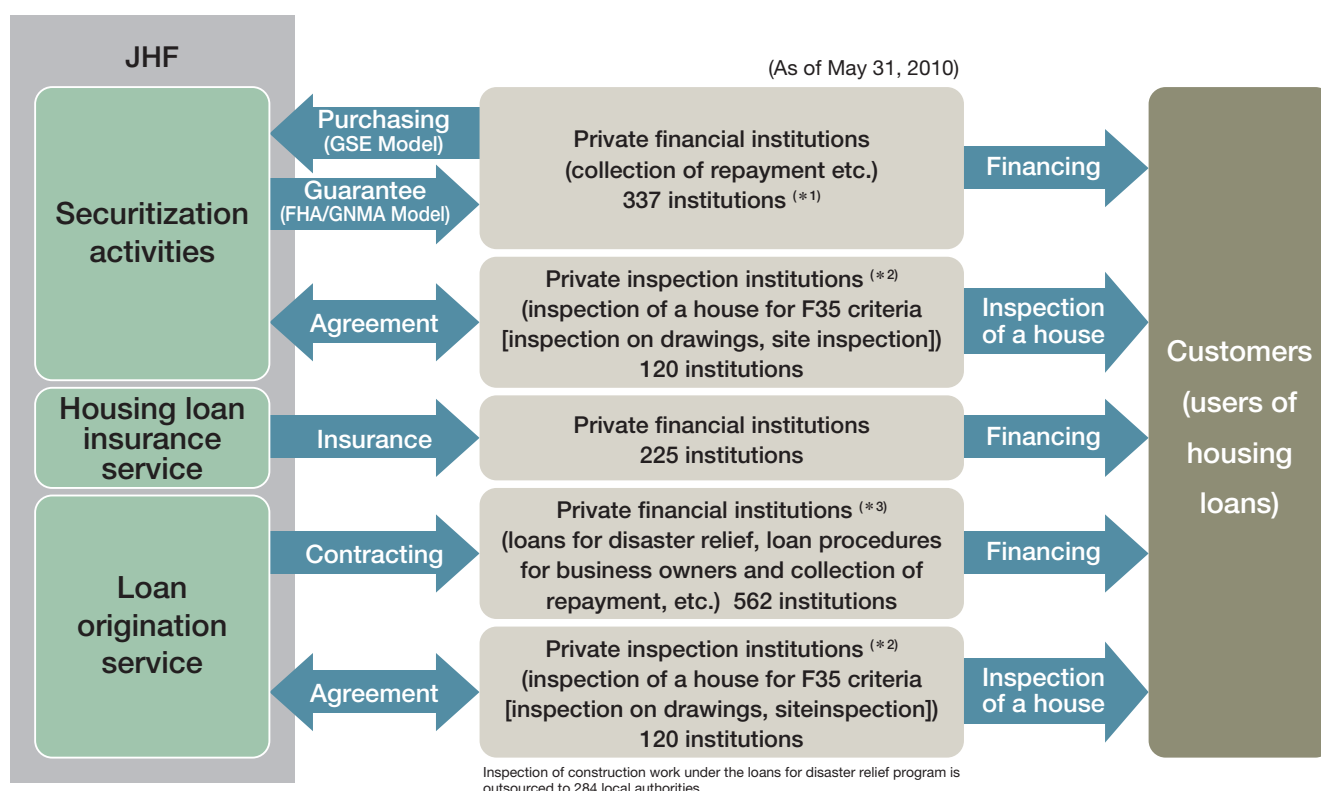 JHF
(As of May 31, 2010)
Securitization
activities
Purchasing
(GSE Model)
Guarantee
(FHA/GNMA Model)
Private financial institutions
(collection of repayment etc.)
337 institutions (*1)
Financing
Agreement
Private inspection institutions (*2)
(inspection of a house for F35 criteria
[inspection on drawings, site inspection])
120 institutions
Inspection
of a house
Housing loan
insurance
service
Insurance
Private financial institutions
225 institutions
Financing
Loan
origination
service
Contracting
Private financial institutions (*3)
(loans for disaster relief, loan procedures
for business owners and collection of
repayment, etc.) 562 institutions
Financing
Agreement
Private inspection institutions (*2)
(inspection of a house for F35 criteria
[inspection on drawings, siteinspection])
120 institutions
Inspection
of a house
Customers
(users of
housing
loans)
Inspection of construction work under the loans for disaster relief program is
outsourced to 284 local authorities